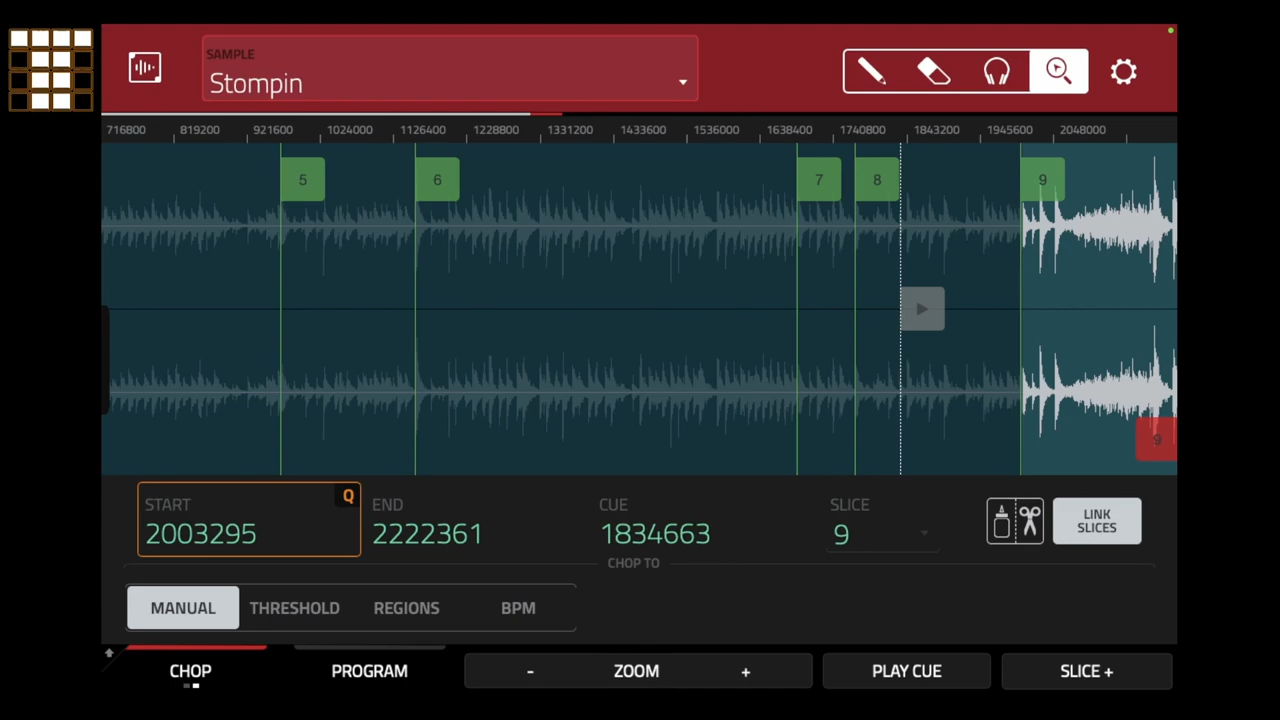 SAMPLE
Stompin
716800 819200 921600 1024000 1126400 1228800 1331200 1433600 1536000 1638400 1740800 1843200 1945600 2048000
5 6 7 8 9
9
START Q END CUE SLICE
2003295 2222361 1834663 9
LINK
SLICES
CHOP TO
MANUAL THRESHOLD REGIONS BPM
CHOP PROGRAM - ZOOM + PLAY CUE SLICE +